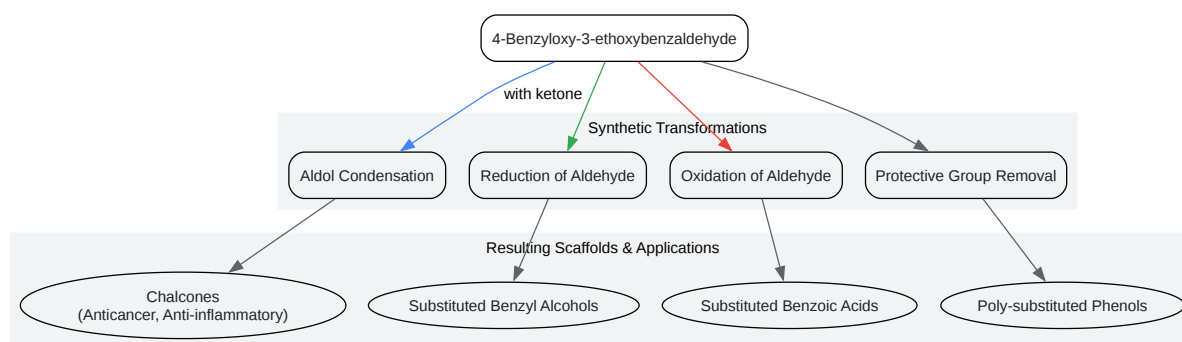 4-Benzyloxy-3-ethoxybenzaldehyde
with ketone
Synthetic Transformations
Aldol Condensation
Reduction of Aldehyde
Oxidation of Aldehyde
Protective Group Removal
Resulting Scaffolds & Applications
Chalcones
(Anticancer, Anti-inflammatory)
Substituted Benzyl Alcohols
Substituted Benzoic Acids
Poly-substituted Phenols